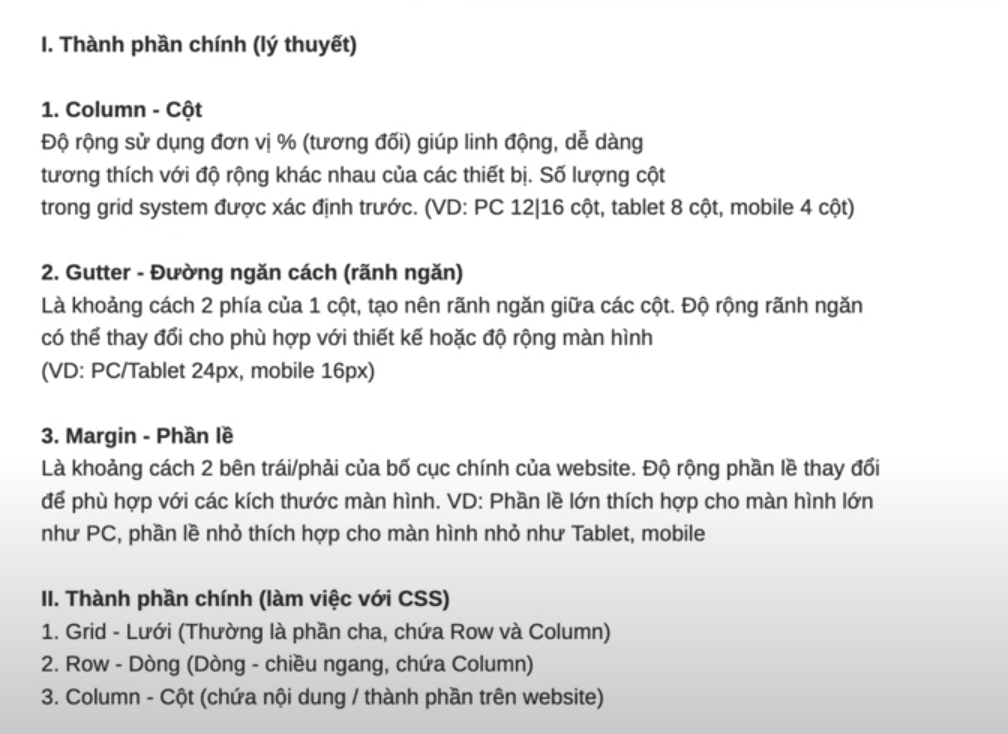 I. Thành phần chính (lý thuyết)
1. Column - Cột
Độ rộng sử dụng đơn vị % (tương đối) giúp linh động, dễ dàng
tương thích với độ rộng khác nhau của các thiết bị. Số lượng cột
trong grid system được xác định trước. (VD: PC 12|16 cột, tablet 8 cột, mobile 4 cột)
2. Gutter - Đường ngăn cách (rãnh ngăn)
Là khoảng cách 2 phía của 1 cột, tạo nên rãnh ngăn giữa các cột. Độ rộng rãnh ngăn
có thể thay đổi cho phù hợp với thiết kế hoặc độ rộng màn hình
(VD: PC/Tablet 24px, mobile 16px)
3. Margin - Phần lề
Là khoảng cách 2 bên trái/phải của bố cục chính của website. Độ rộng phần lề thay đổi
để phù hợp với các kích thước màn hình. VD: Phần lề lớn thích hợp cho màn hình lớn
như PC, phần lề nhỏ thích hợp cho màn hình nhỏ như Tablet, mobile
II. Thành phần chính (làm việc với CSS)
1. Grid - Lưới (Thường là phần cha, chứa Row và Column)
2. Row - Dòng (Dòng - chiều ngang, chứa Column)
3. Column - Cột (chứa nội dung / thành phần trên website)